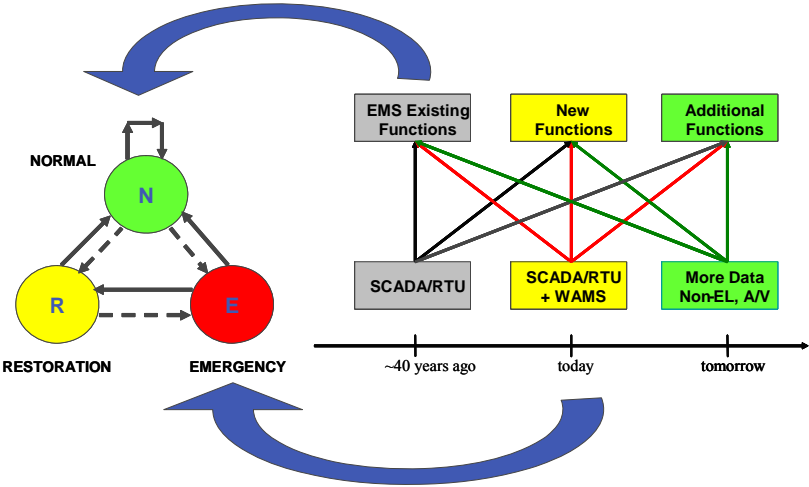 EMS Existing
Functions
New
Functions
Additional
Functions
NORMAL
N
SCADA/RTU
SCADA/RTU
+ WAMS
More Data
Non-EL, A/V
R
E
RESTORATION
EMERGENCY
~40 years ago
today
tomorrow